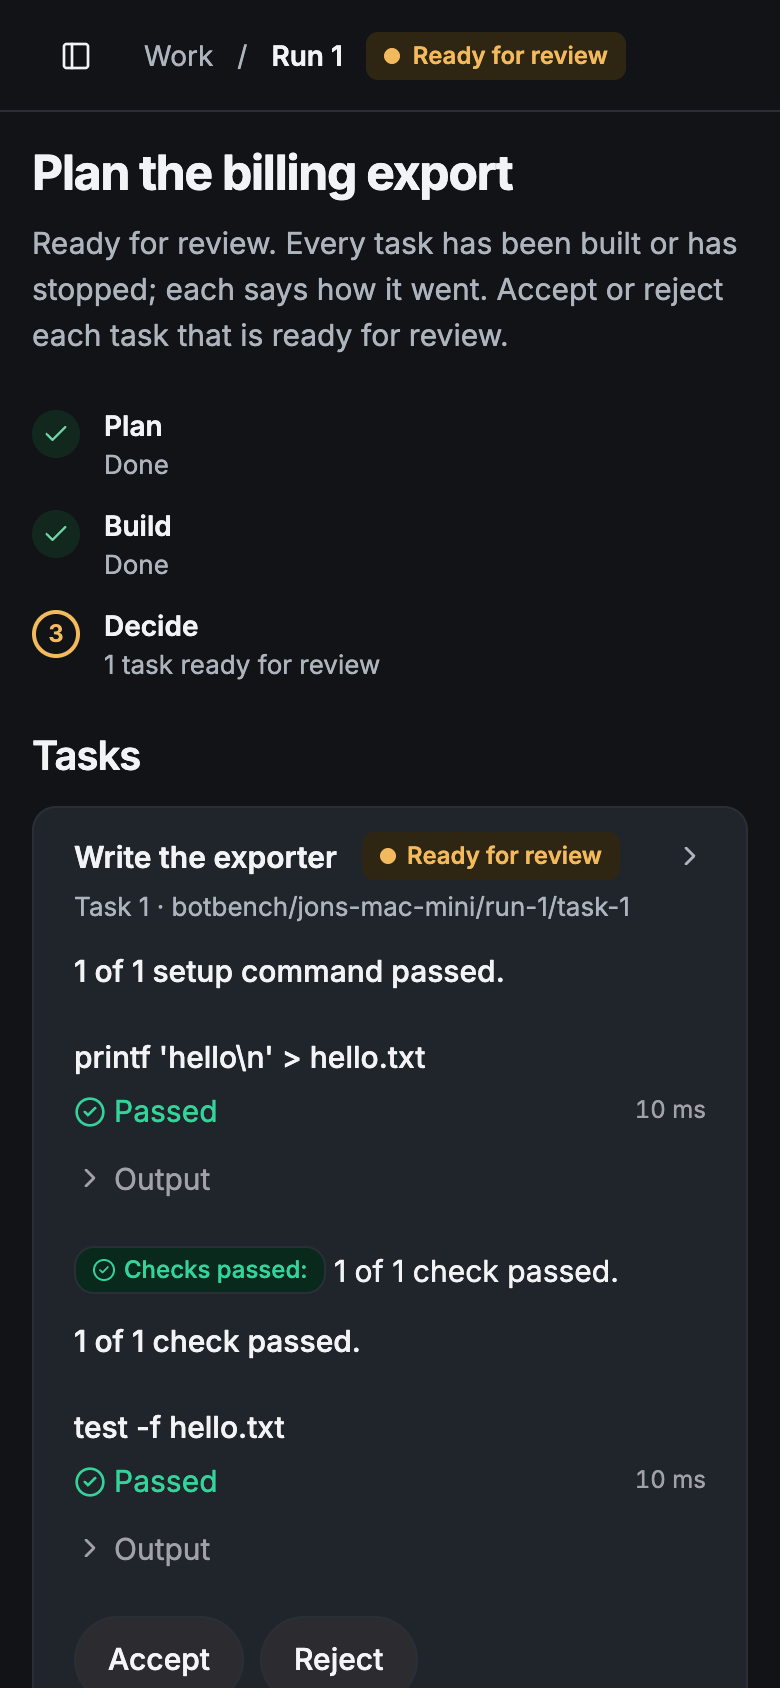 Work / Run 1 Ready for review
Plan the billing export
Ready for review. Every task has been built or has
stopped; each says how it went. Accept or reject
each task that is ready for review.
Plan
Done
Build
Done
3 Decide
1 task ready for review
Tasks
Write the exporter Ready for review
Task 1 · botbench/jons-mac-mini/run-1/task-1
1 of 1 setup command passed.
printf 'hello\n' > hello.txt
Passed 10 ms
Output
Checks passed: 1 of 1 check passed.
1 of 1 check passed.
test -f hello.txt
Passed 10 ms
Output
Accept Reject